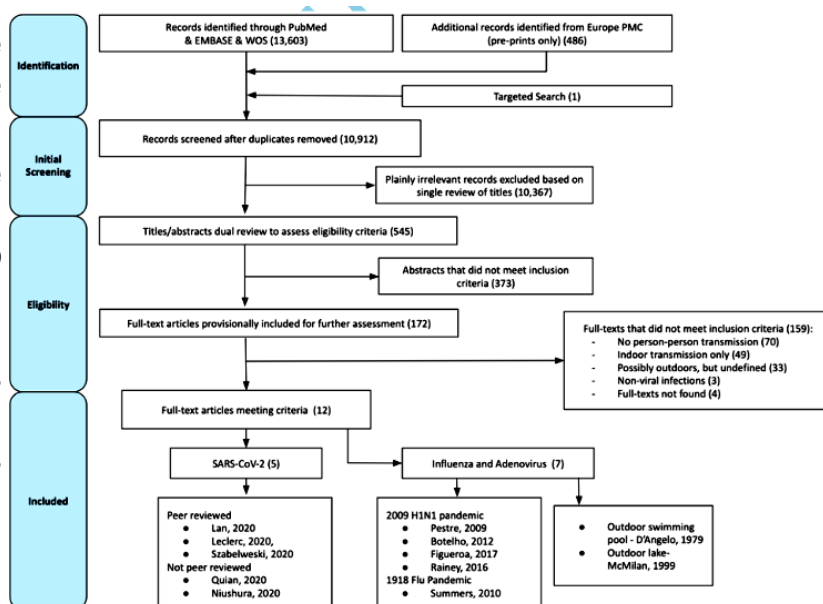 Identification
Records identified through PubMed
& EMBASE & WOS (13,603)
Additional records identified from Europe PMC
(pre-prints only) (486)
Targeted Search (1)
Initial
Screening
Records screened after duplicates removed (10,912)
Plainly irrelevant records excluded based on
single review of titles (10,367)
Eligibility
Titles/abstracts dual review to assess eligibility criteria (545)
Abstracts that did not meet inclusion
criteria (373)
Full-text articles provisionally included for further assessment (172)
Full-texts that did not meet inclusion criteria (159):
- No person-person transmission (70)
- Indoor transmission only (49)
- Possibly outdoors, but undefined (33)
- Non-viral infections (3)
- Full-texts not found (4)
Included
Full-text articles meeting criteria (12)
SARS-CoV-2 (5)
Influenza and Adenovirus (7)
Peer reviewed
● Lan, 2020
● Leclerc, 2020,
● Szabelweski, 2020
Not peer reviewed
● Quian, 2020
● Niushura, 2020
2009 H1N1 pandemic
● Pestre, 2009
● Botelho, 2012
● Figueroa, 2017
● Rainey, 2016
1918 Flu Pandemic
● Summers, 2010
● Outdoor swimming
pool - D'Angelo, 1979
● Outdoor lake-
McMilan, 1999